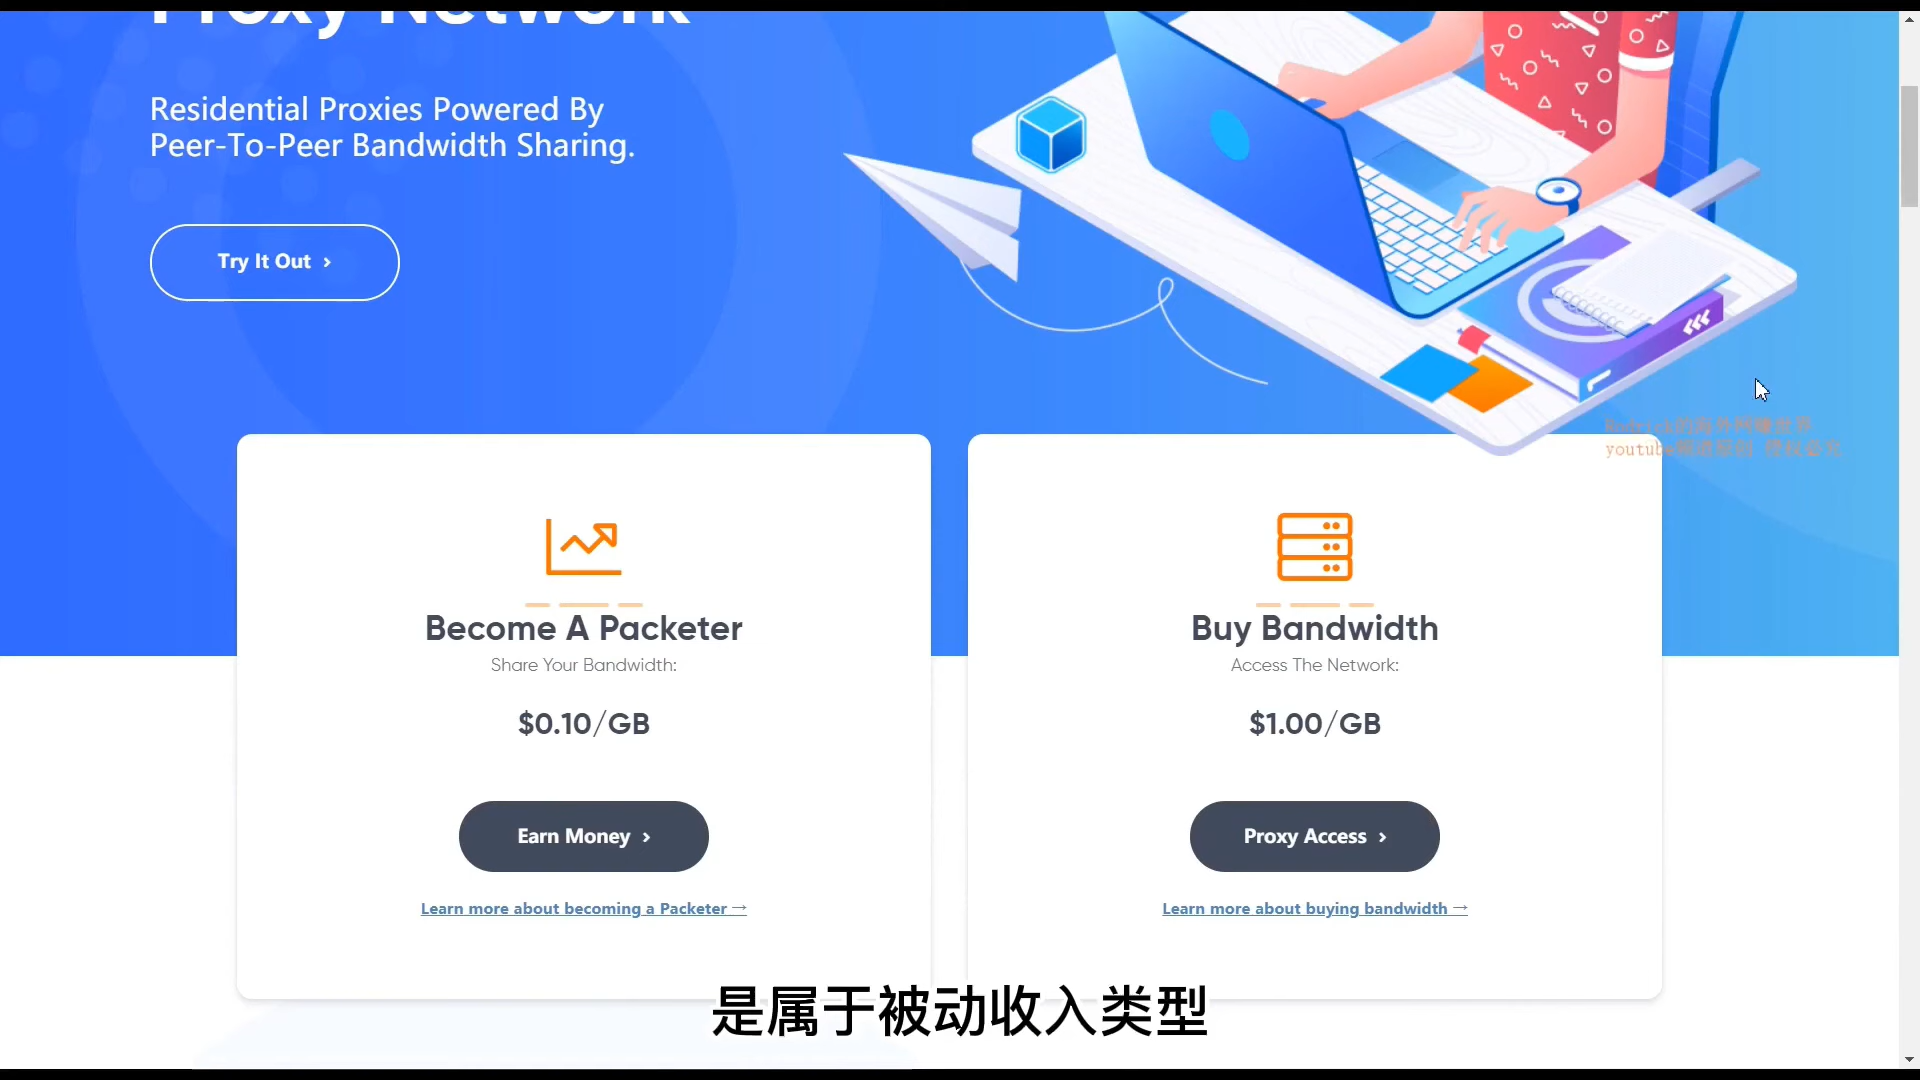 Proxy Network
Residential Proxies Powered By
Peer-To-Peer Bandwidth Sharing.
Try It Out ›
Become A Packeter
Share Your Bandwidth:
$0.10/GB
Earn Money ›
Learn more about becoming a Packeter →
Buy Bandwidth
Access The Network:
$1.00/GB
Proxy Access ›
Learn more about buying bandwidth →
是属于被动收入类型